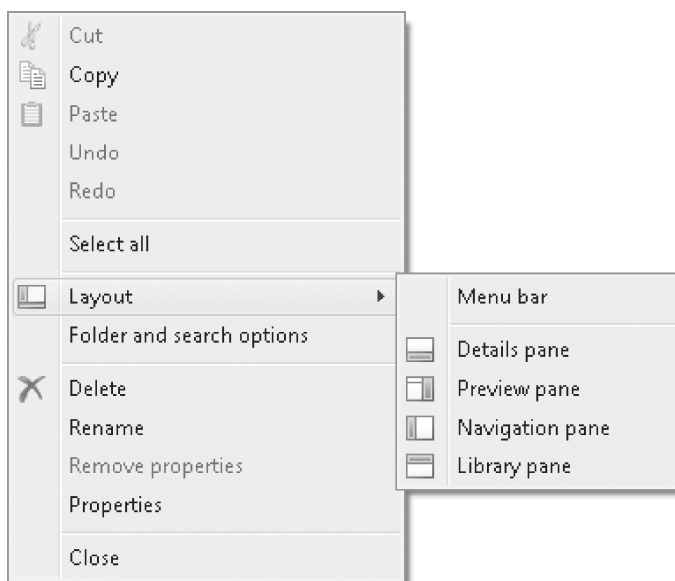 Cut
Copy
Paste
Undo
Redo
Select all
Layout
Folder and search options
Delete
Rename
Remove properties
Properties
Close
Menu bar
Details pane
Preview pane
Navigation pane
Library pane